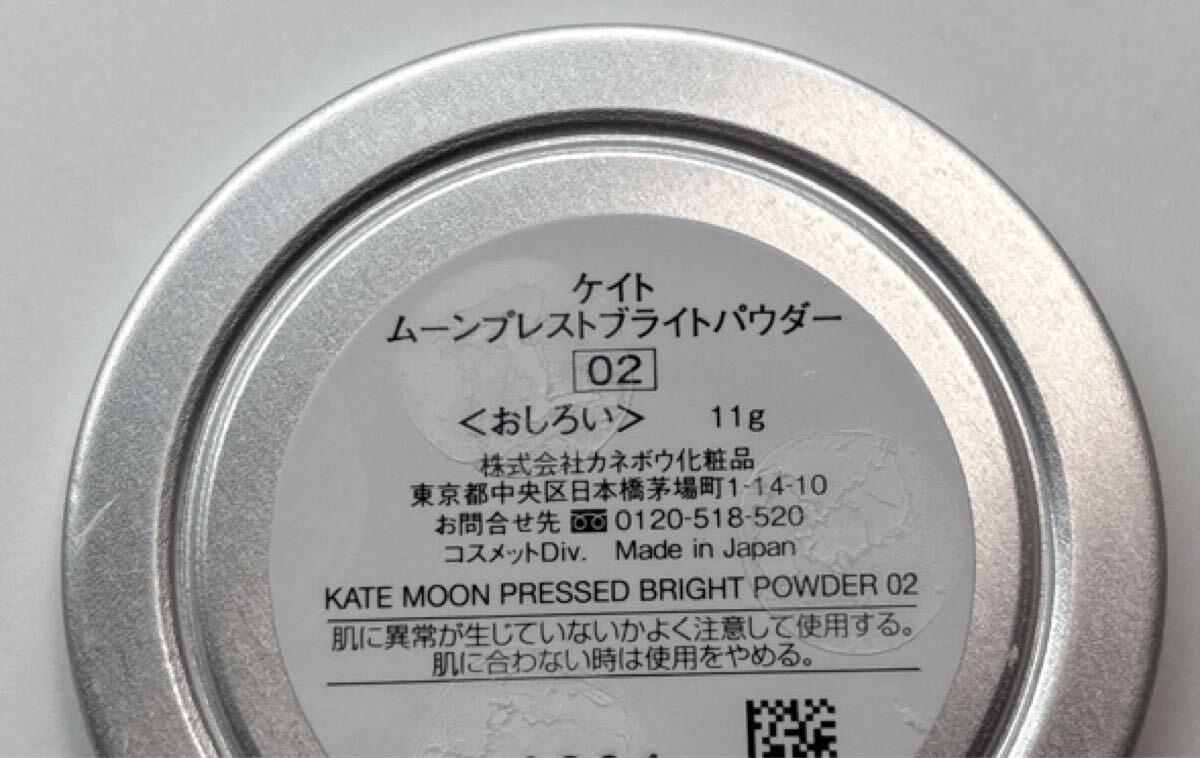 ケイト
ムーンプレストブライトパウダー
02
＜おしろい＞ 11g
株式会社カネボウ化粧品
東京都中央区日本橋茅場町1-14-10
お問合せ先 0120-518-520
コスメットDiv. Made in Japan
KATE MOON PRESSED BRIGHT POWDER 02
肌に異常が生じていないかよく注意して使用する。
肌に合わない時は使用をやめる。